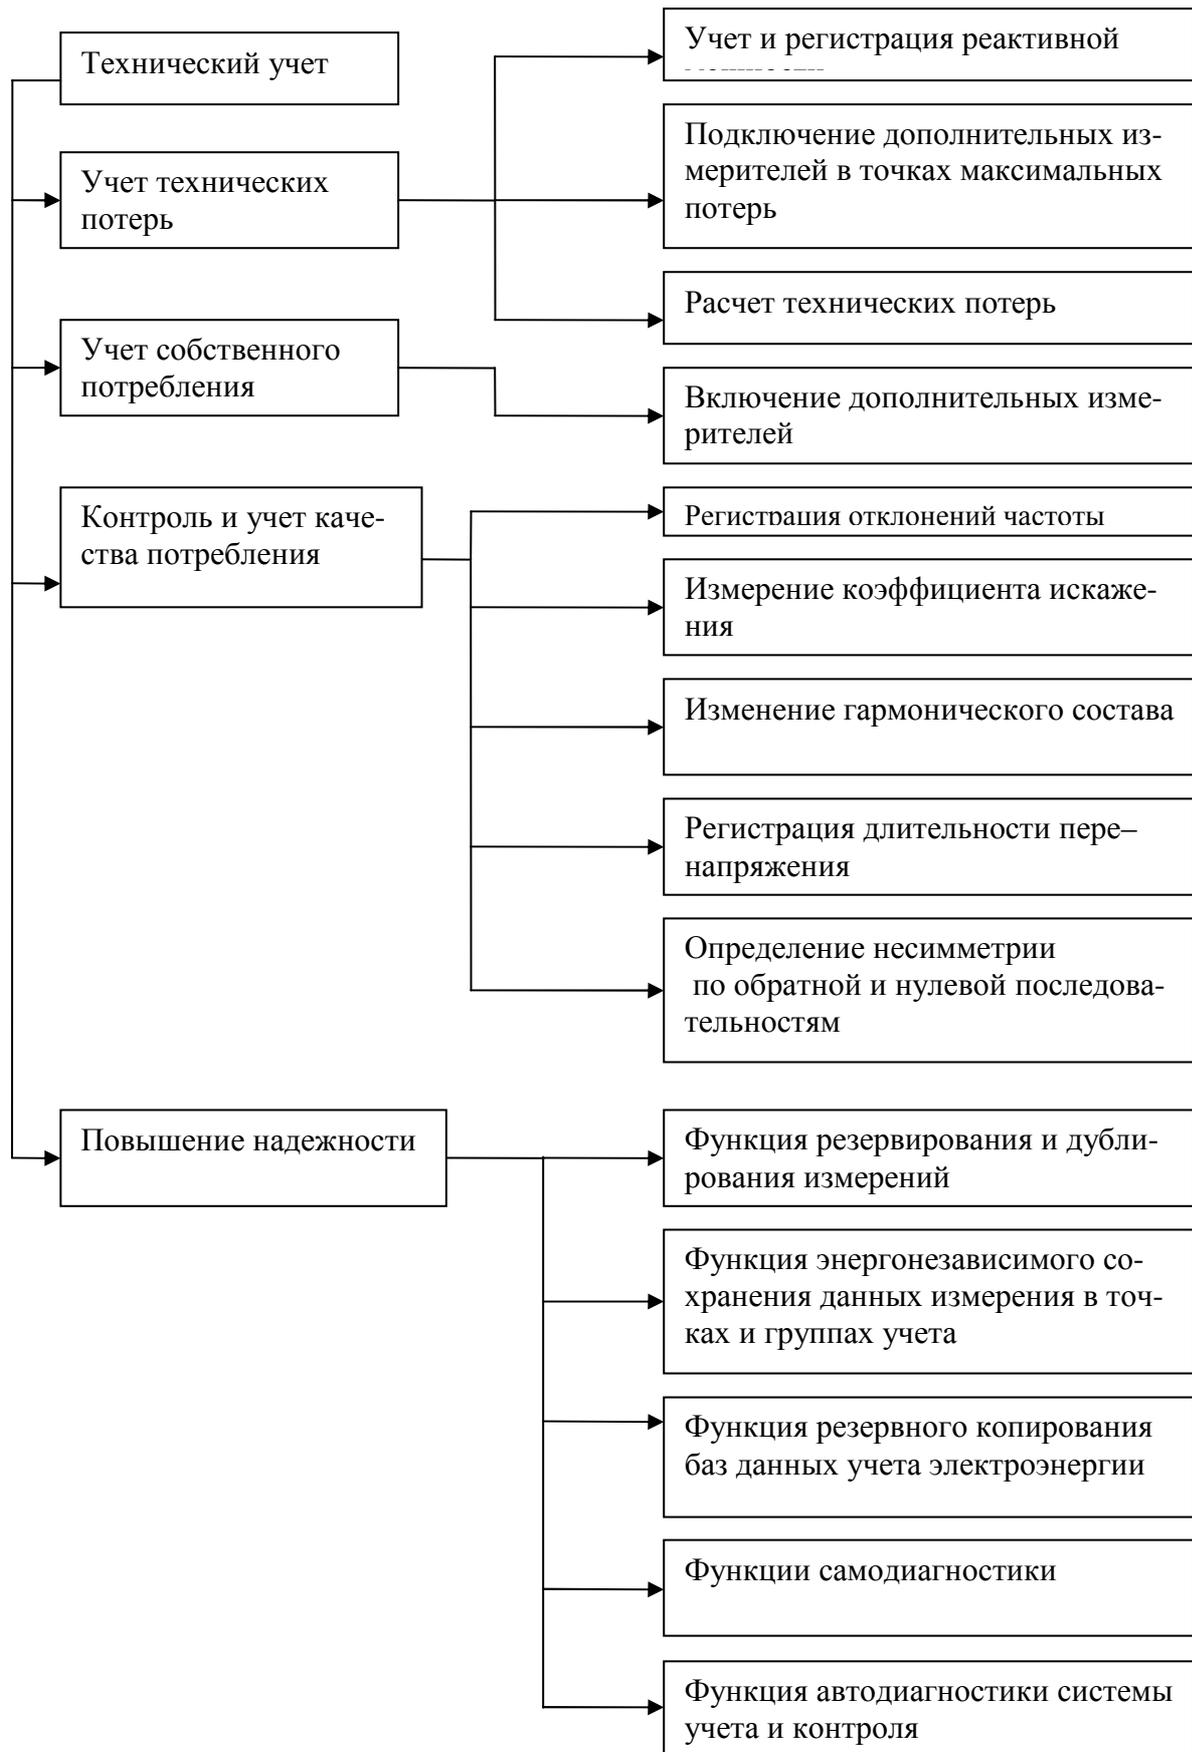 Технический учет
Учет и регистрация реактивной
Учет технических
потерь
Подключение дополнительных из-
мерителей в точках максимальных
потерь
Расчет технических потерь
Учет собственного
потребления
Включение дополнительных изме-
рителей
Контроль и учет каче-
ства потребления
Регистрация отклонений частоты
Измерение коэффициента искаже-
ния
Изменение гармонического состава
Регистрация длительности пере–
напряжения
Определение несимметрии
по обратной и нулевой последова-
тельностям
Повышение надежности
Функция резервирования и дубли-
рования измерений
Функция энергонезависимого со-
хранения данных измерения в точ-
ках и группах учета
Функция резервного копирования
баз данных учета электроэнергии
Функции самодиагностики
Функция автодиагностики системы
учета и контроля